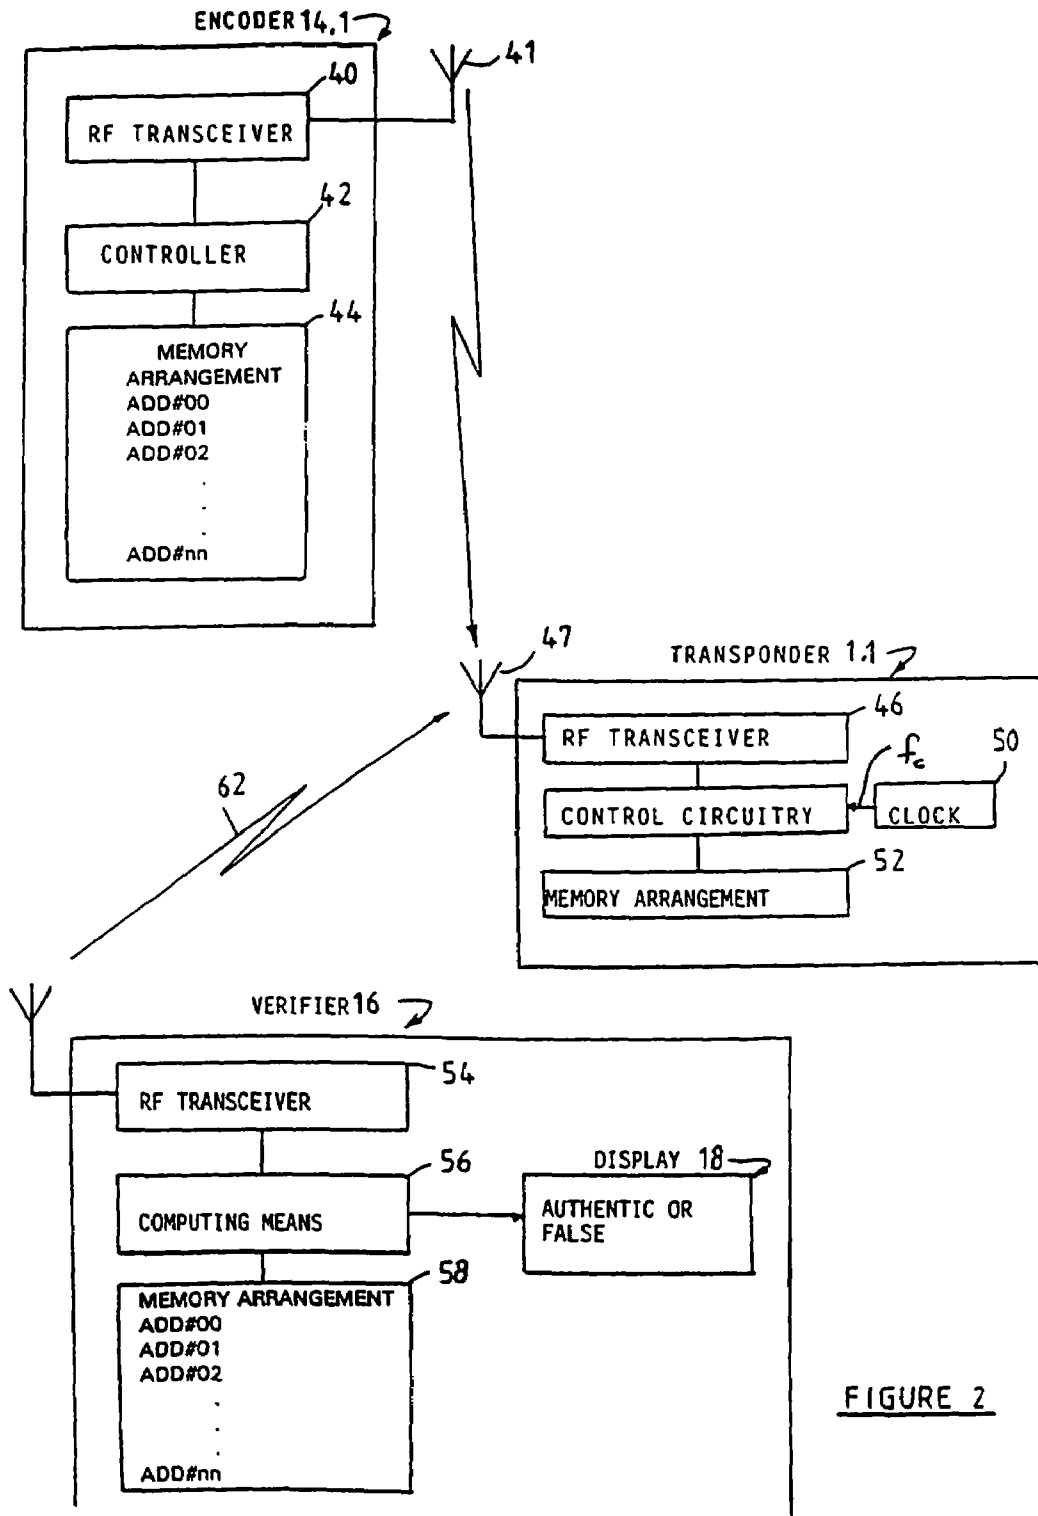 ENCODER 14.1
41
40
RF TRANSCEIVER
42
CONTROLLER
44
MEMORY
ARRANGEMENT
ADD#00
ADD#01
ADD#02
.
.
.
ADD#nn
47
TRANSPONDER 1.1
46
RF TRANSCEIVER
fc
50
CONTROL CIRCUITRY
CLOCK
62
52
MEMORY ARRANGEMENT
VERIFIER 16
54
RF TRANSCEIVER
56
COMPUTING MEANS
DISPLAY 18
AUTHENTIC OR
FALSE
58
MEMORY ARRANGEMENT
ADD#00
ADD#01
ADD#02
.
.
.
ADD#nn
FIGURE 2